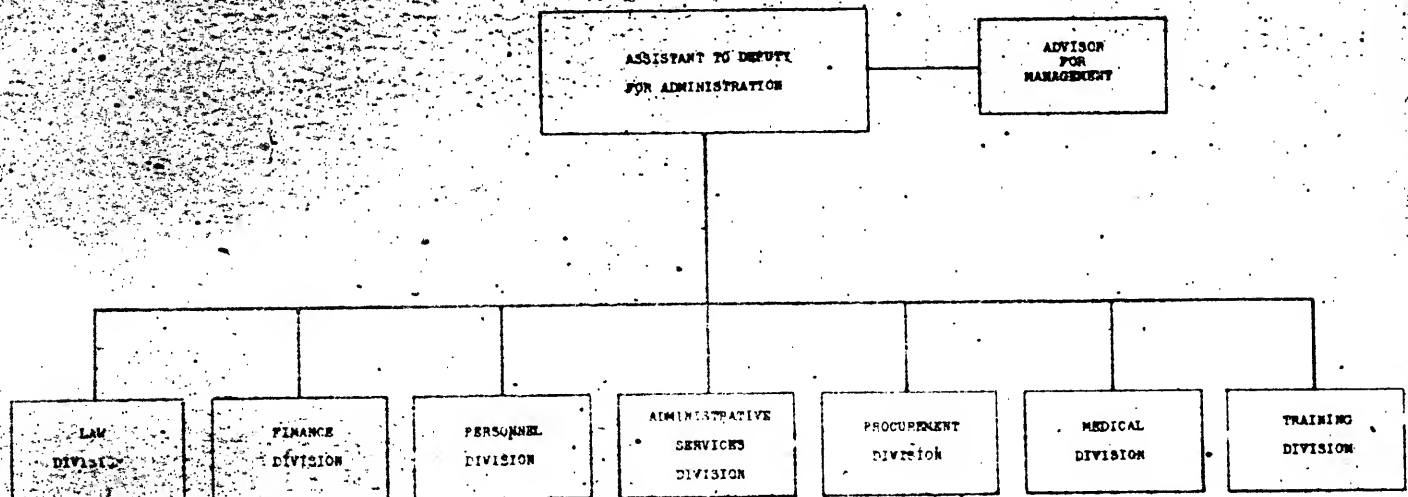 ASSISTANT TO DEPUTY
FOR ADMINISTRATION
ADVISOR
FOR
MANAGEMENT
LAW
DIVISION
FINANCE
DIVISION
PERSONNEL
DIVISION
ADMINISTRATIVE
SERVICES
DIVISION
PROCUREMENT
DIVISION
MEDICAL
DIVISION
TRAINING
DIVISION